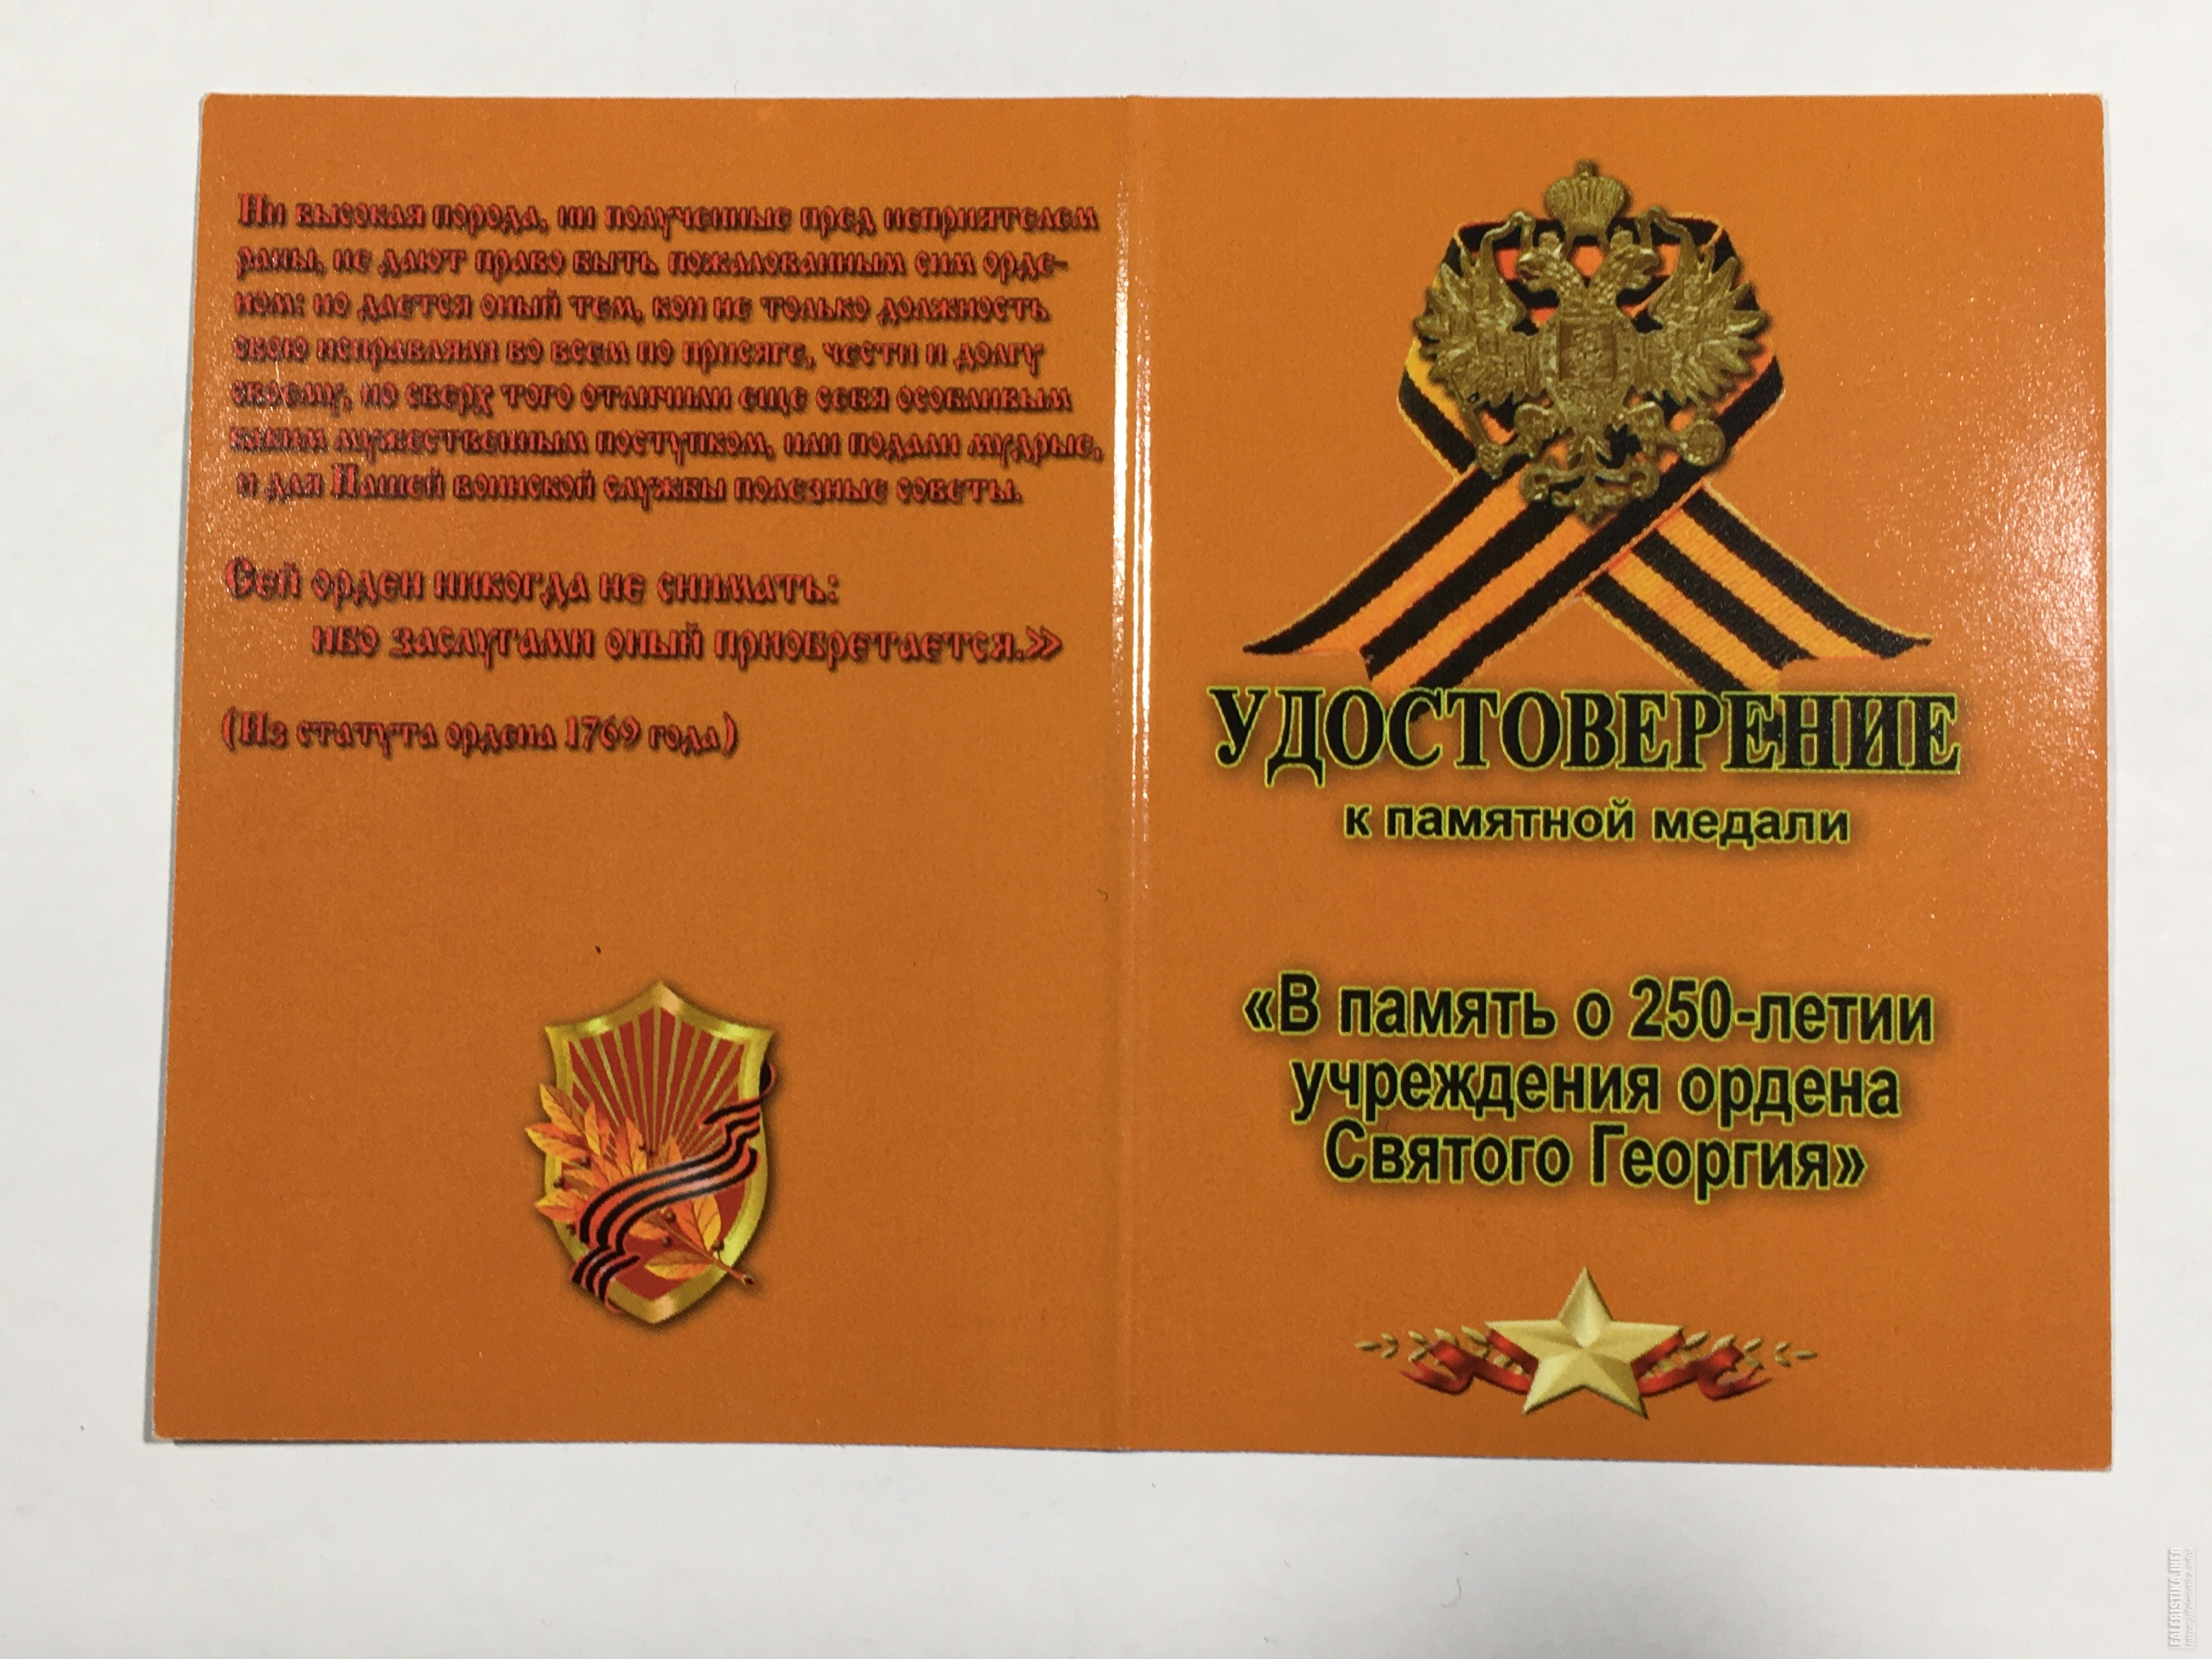 Ни высокая порода, ни полученные пред неприятелем
раны, не дают право быть пожалованным сим орде-
ном: но дается оный тем, кои не только должность
свою исправляли во всем по присяге, чести и долгу
своему, но сверх того отличили еще себя особливым
каким мужественным поступком, или подали мудрые,
и для Нашей воинской службы полезные советы.
Сей орден никогда не снимать:
ибо заслугами оный приобретается.»
(Из статута ордена 1769 года)
УДОСТОВЕРЕНИЕ
к памятной медали
«В память о 250-летии
учреждения ордена
Святого Георгия»
FALERISTIKA.INFO